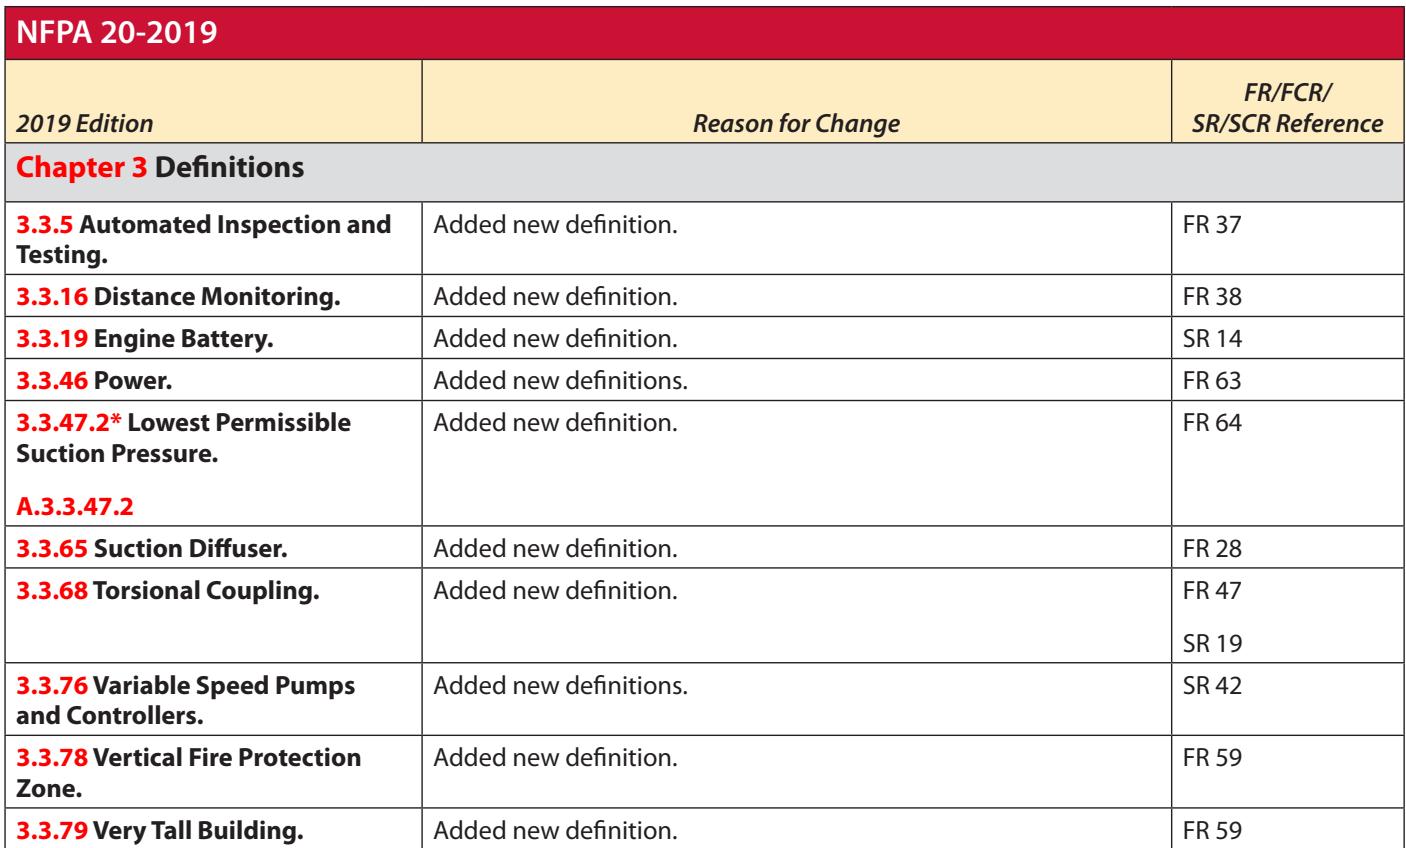 NFPA 20-2019
2019 Edition
Reason for Change
FR/FCR/
SR/SCR Reference
Chapter 3 Definitions
3.3.5 Automated Inspection and
Testing.
Added new definition.
FR 37
3.3.16 Distance Monitoring.
Added new definition.
FR 38
3.3.19 Engine Battery.
Added new definition.
SR 14
3.3.46 Power.
Added new definitions.
FR 63
3.3.47.2* Lowest Permissible
Suction Pressure.
A.3.3.47.2
Added new definition.
FR 64
3.3.65 Suction Diffuser.
Added new definition.
FR 28
3.3.68 Torsional Coupling.
Added new definition.
FR 47
SR 19
3.3.76 Variable Speed Pumps
and Controllers.
Added new definitions.
SR 42
3.3.78 Vertical Fire Protection
Zone.
Added new definition.
FR 59
3.3.79 Very Tall Building.
Added new definition.
FR 59